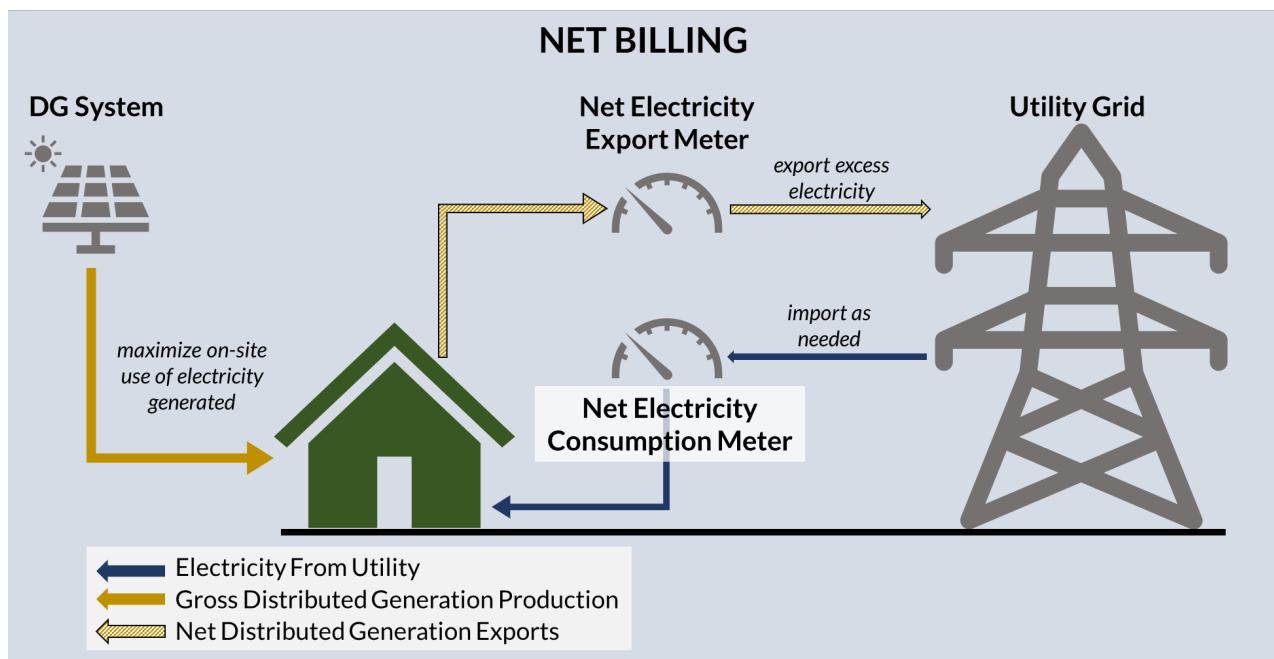 NET BILLING
DG System
Net Electricity
Export Meter
Utility Grid
export excess
electricity
import as
needed
maximize on-site
use of electricity
generated
Net Electricity
Consumption Meter
Electricity From Utility
Gross Distributed Generation Production
Net Distributed Generation Exports